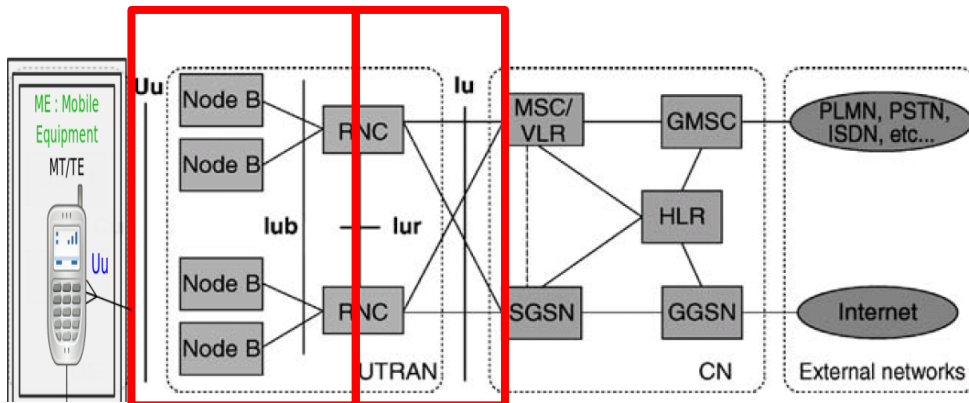 ME : Mobile
Equipment
MT/TE
Uu
Uu
Node B
Node B
Node B
Node B
Iub
RNC
RNC
Iur
UTRAN
Iu
MSC/
VLR
GMSC
HLR
SGSN
GGSN
CN
PLMN, PSTN,
ISDN, etc...
Internet
External networks